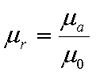 μr = μa / μ0